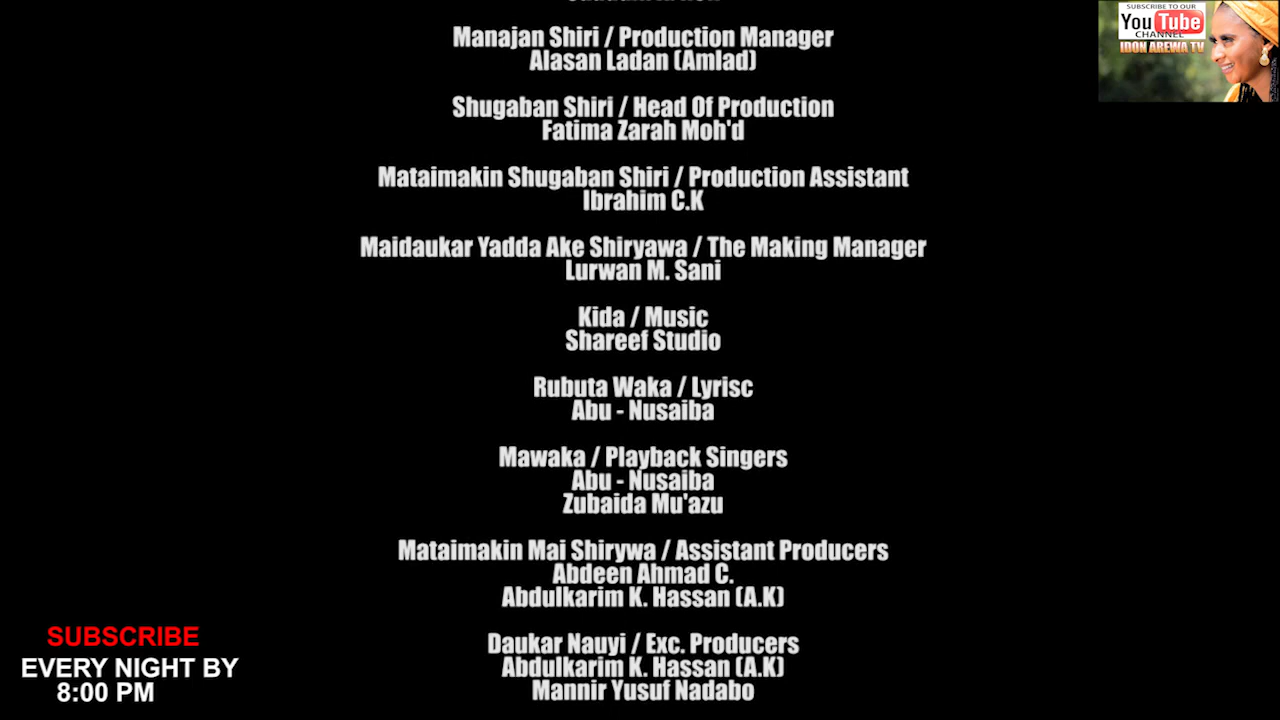 Manajan Shiri / Production Manager
Alasan Ladan (Amlad)
Shugaban Shiri / Head Of Production
Fatima Zarah Moh'd
Mataimakin Shugaban Shiri / Production Assistant
Ibrahim C.K
Maidaukar Yadda Ake Shiryawa / The Making Manager
Lurwan M. Sani
Kida / Music
Shareef Studio
Rubuta Waka / Lyrisc
Abu - Nusaiba
Mawaka / Playback Singers
Abu - Nusaiba
Zubaida Mu'azu
Mataimakin Mai Shirywa / Assistant Producers
Abdeen Ahmad C.
Abdulkarim K. Hassan (A.K)
Daukar Nauyi / Exc. Producers
Abdulkarim K. Hassan (A.K)
Mannir Yusuf Nadabo
SUBSCRIBE TO OUR
YouTube
CHANNEL
IDON AREWA TV
SUBSCRIBE
EVERY NIGHT BY
8:00 PM